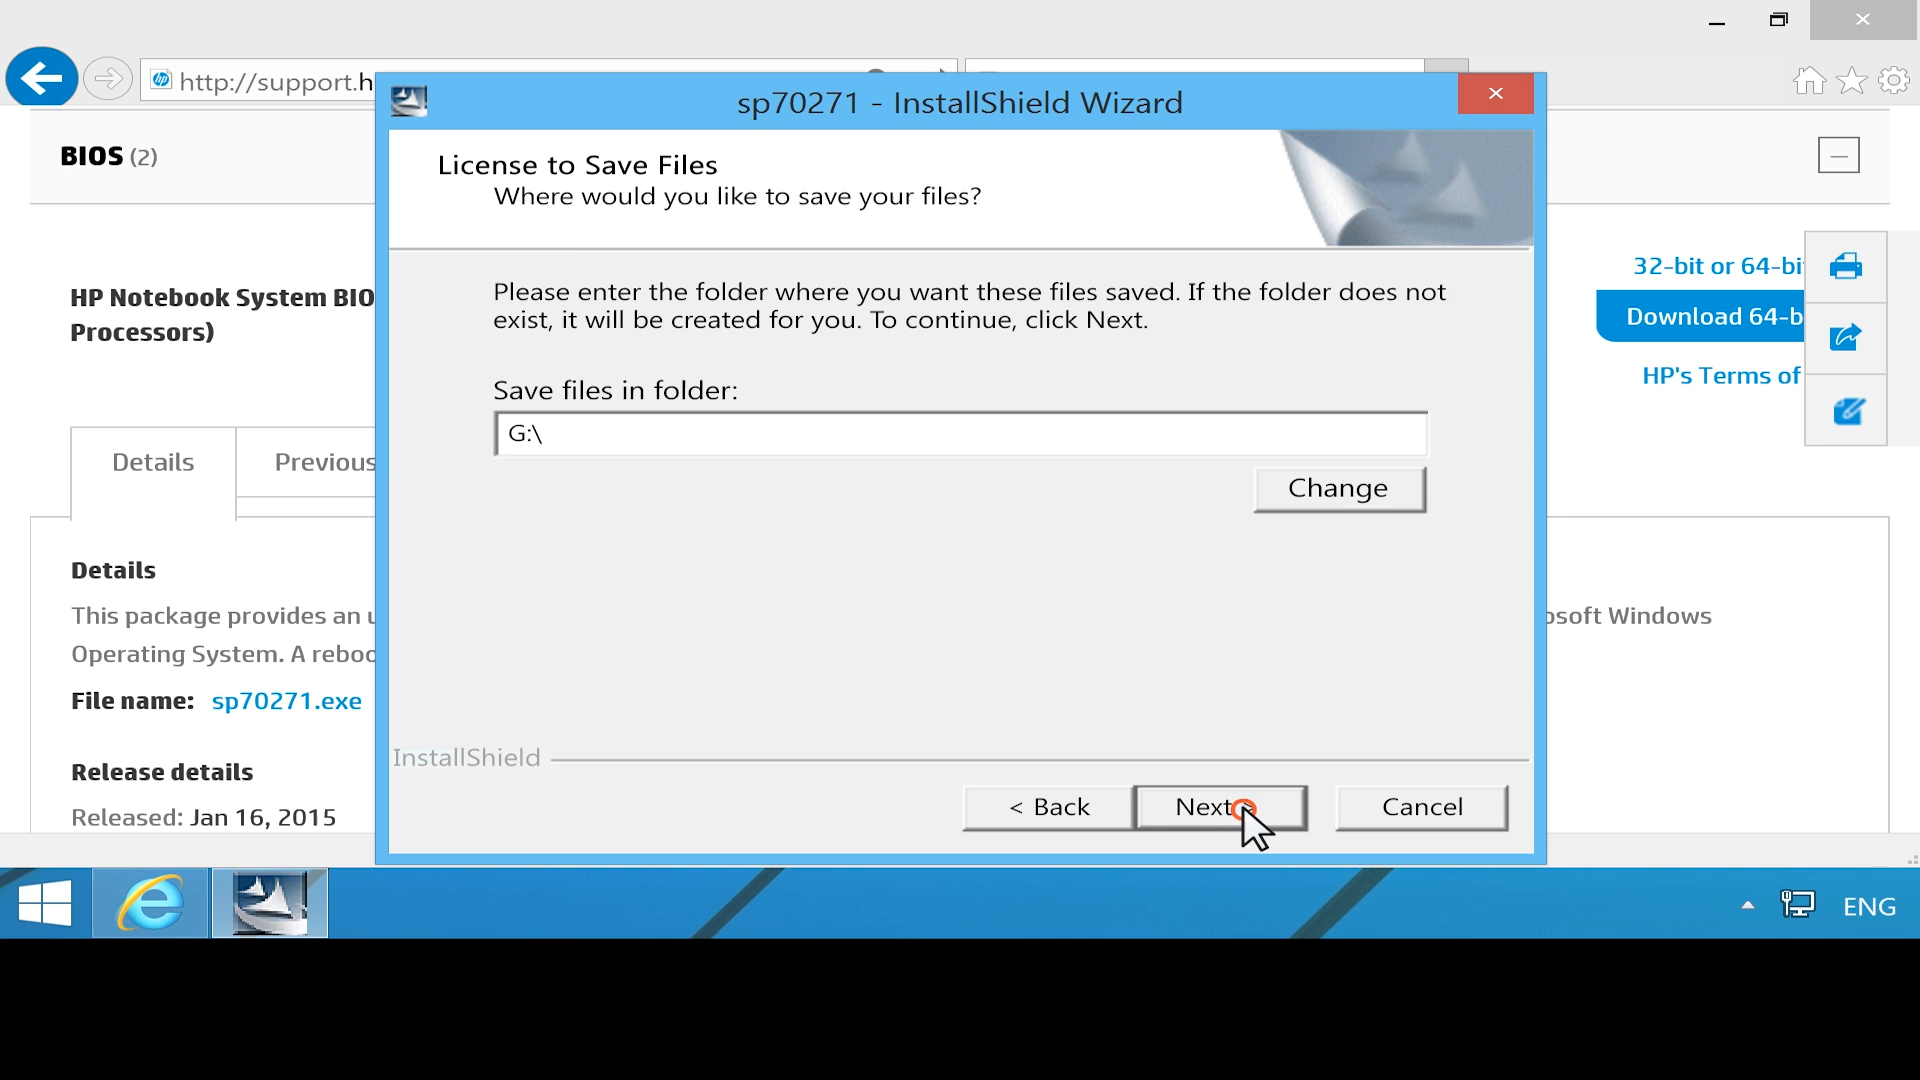 http://support.h
sp70271 - InstallShield Wizard
BIOS (2)
License to Save Files
Where would you like to save your files?
HP Notebook System BIO
Processors)
32-bit or 64-bi
Download 64-b
HP's Terms of
Please enter the folder where you want these files saved. If the folder does not
exist, it will be created for you. To continue, click Next.
Save files in folder:
G:\
Change
Details
Previous
Details
This package provides an
osoft Windows
Operating System. A reboo
File name: sp70271.exe
InstallShield
Release details
Released: Jan 16, 2015
< Back
Next >
Cancel
ENG